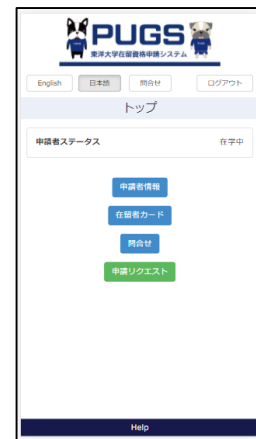 PUGS
東洋大学在留資格申請システム
English 日本語 問合せ ログアウト
トップ
申請者ステータス 在学中
申請者情報
在留者カード
問合せ
申請リクエスト
Help